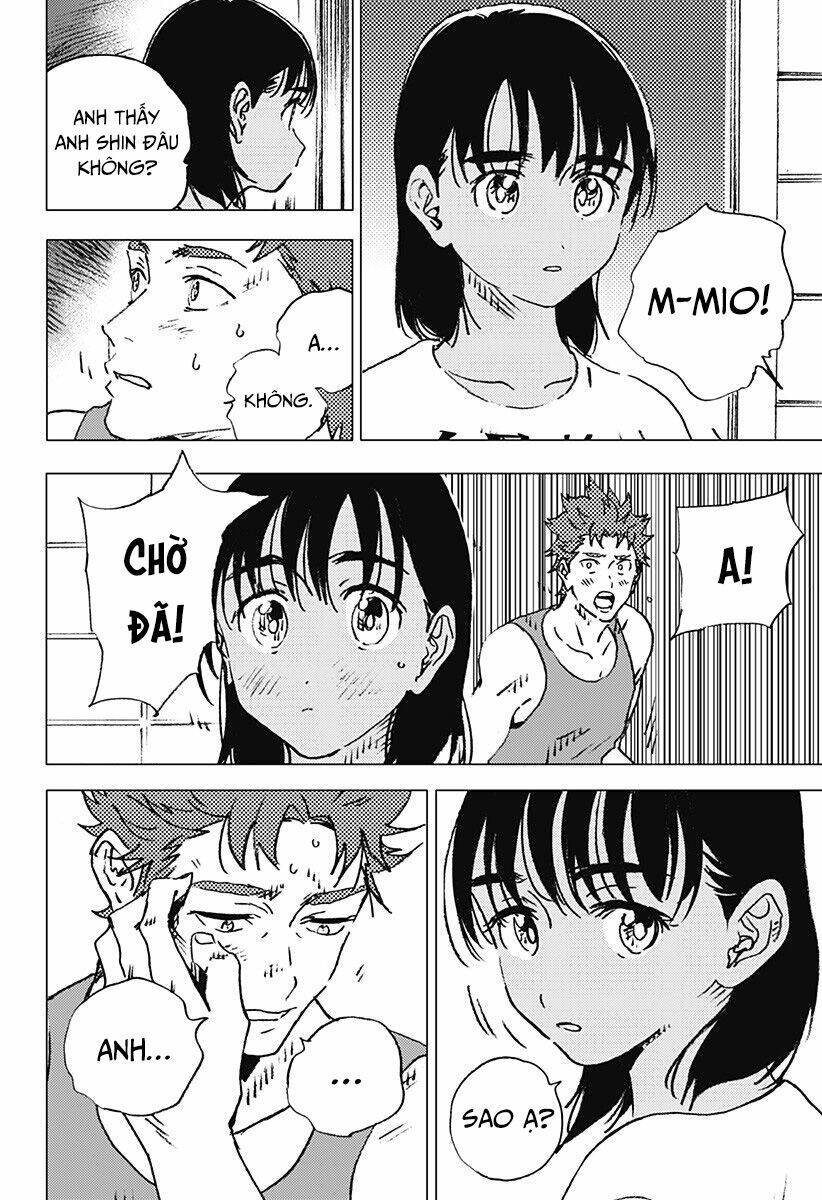 M-MIO!
ANH THẤY
ANH SHIN ĐÂU
KHÔNG?
A...
KHÔNG.
A!
CHỜ
ĐÃ!
SAO Ạ?
...
ANH...